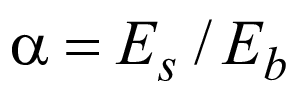 α = E_s / E_b